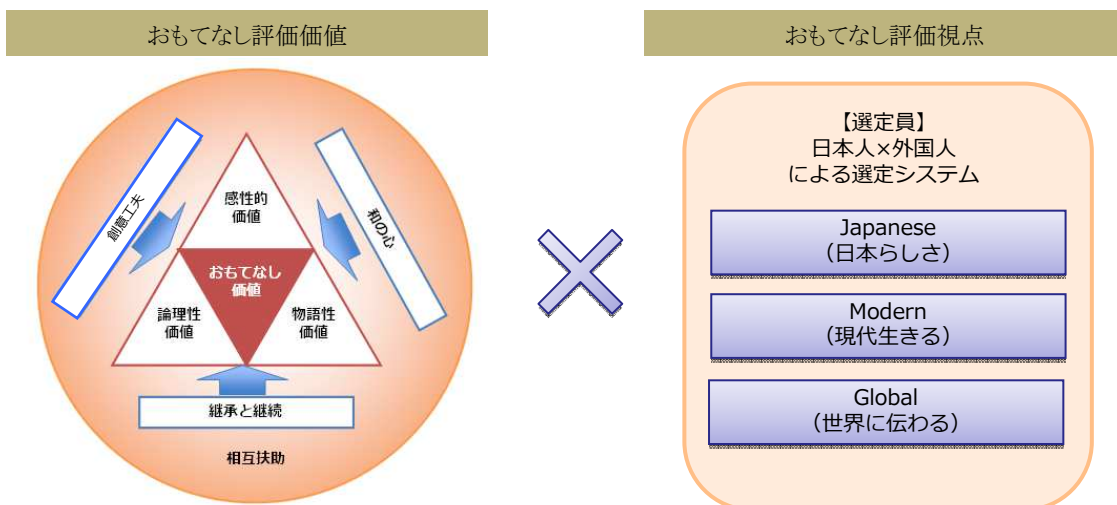 おもてなし評価価値
おもてなし評価視点
創意工夫
和の心
感性的
価値
おもてなし
価値
論理性
価値
物語性
価値
継承と継続
相互扶助
【選定員】
日本人×外国人
による選定システム
Japanese
（日本らしさ）
Modern
（現代生きる）
Global
（世界に伝わる）